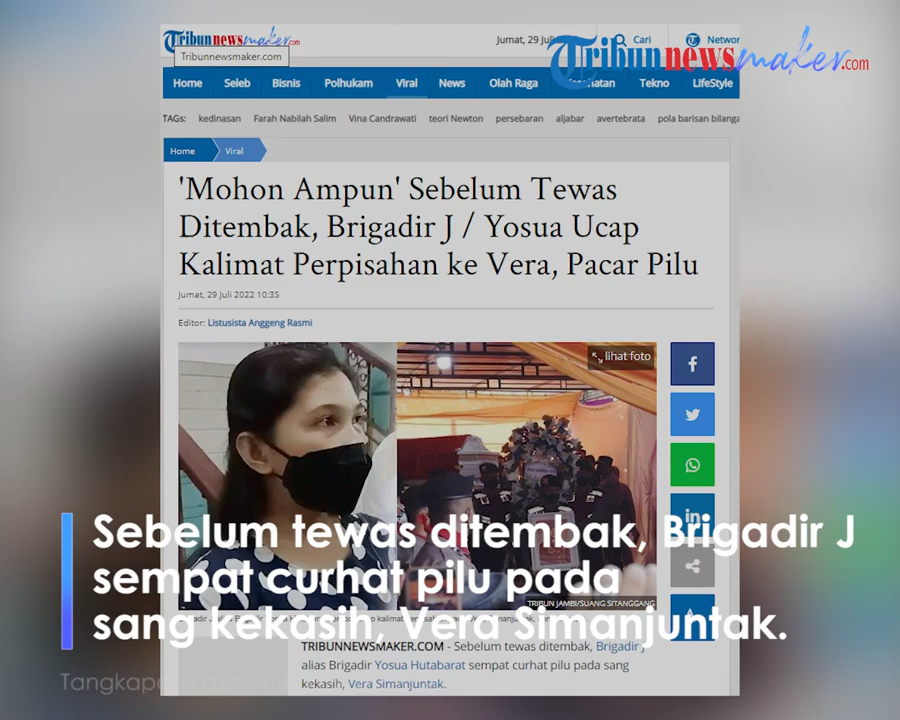 Tribunnewsmaker.com
Jumat, 29 Juli
Cari
Networ
Tribunnewsmaker.com
Tribunnewsmaker.com
Home Seleb Bisnis Polhukam Viral News Olah Raga Tekno LifeStyle
TAGs: kedinasan Farah Nabilah Salim Vina Candrawati teori Newton persebaran aljabar avertebrata pola barisan bilanga
Home Viral
'Mohon Ampun' Sebelum Tewas
Ditembak, Brigadir J / Yosua Ucap
Kalimat Perpisahan ke Vera, Pacar Pilu
Jumat, 29 Juli 2022 10:35
Editor: Listusista Anggeng Rasmi
lihat foto
Sebelum tewas ditembak, Brigadir J
sempat curhat pilu pada
TRIBUN JAMBI/SUANG SITANGGANG
sang kekasih, Vera Simanjuntak.
TRIBUNNEWSMAKER.COM - Sebelum tewas ditembak, Brigadir J
alias Brigadir Yosua Hutabarat sempat curhat pilu pada sang
kekasih, Vera Simanjuntak.